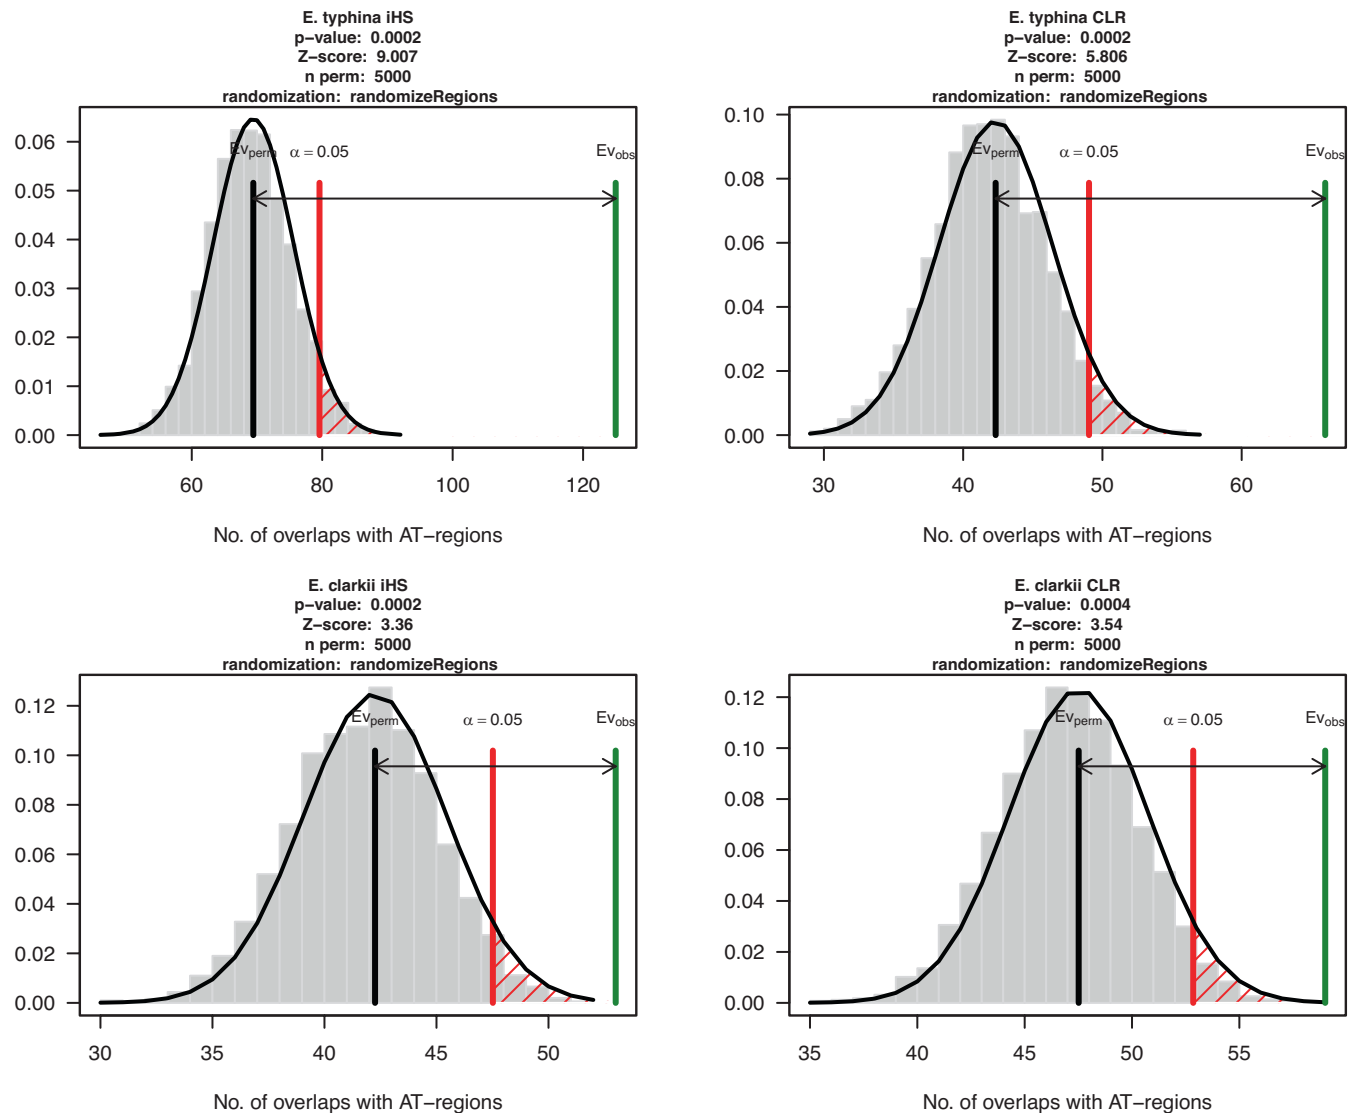 E. typhina iHS
p−value: 0.0002
Z−score: 9.007
n perm: 5000
randomization: randomizeRegions
0.06
0.05
0.04
0.03
0.02
0.01
0.00
Evperm
α = 0.05
Evobs
60 80 100 120
No. of overlaps with AT−regions
E. typhina CLR
p−value: 0.0002
Z−score: 5.806
n perm: 5000
randomization: randomizeRegions
0.10
0.08
0.06
0.04
0.02
0.00
Evperm
α = 0.05
Evobs
30 40 50 60
No. of overlaps with AT−regions
E. clarkii iHS
p−value: 0.0002
Z−score: 3.36
n perm: 5000
randomization: randomizeRegions
0.12
0.10
0.08
0.06
0.04
0.02
0.00
Evperm
α = 0.05
Evobs
30 35 40 45 50
No. of overlaps with AT−regions
E. clarkii CLR
p−value: 0.0004
Z−score: 3.54
n perm: 5000
randomization: randomizeRegions
0.12
0.10
0.08
0.06
0.04
0.02
0.00
Evperm
α = 0.05
Evobs
35 40 45 50 55
No. of overlaps with AT−regions